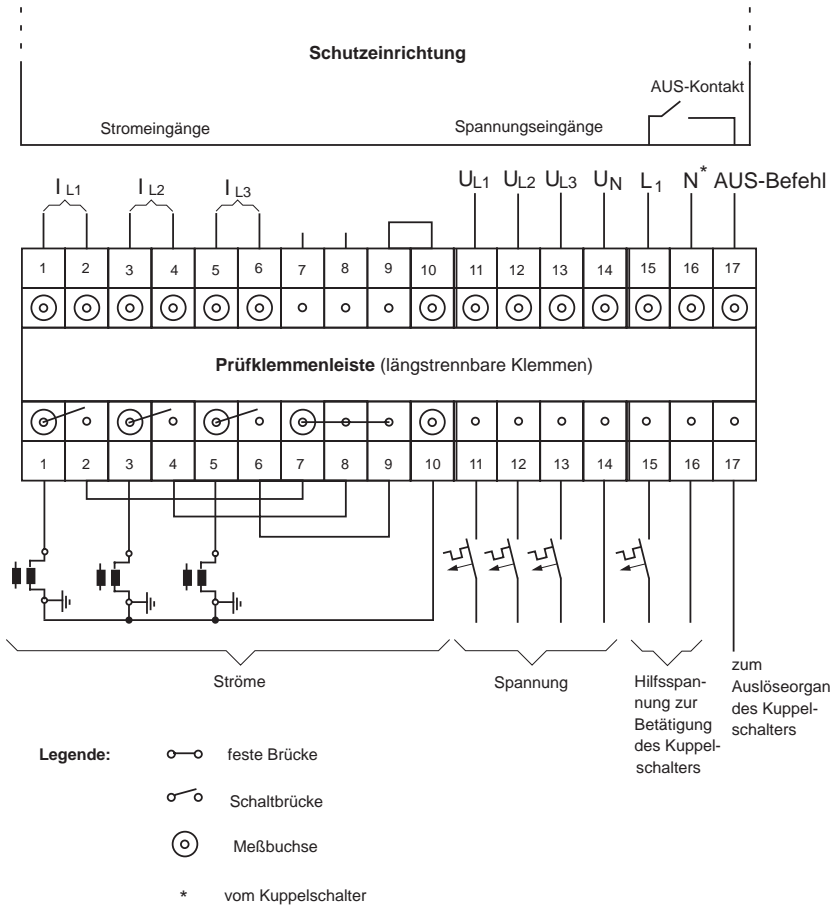 Schutzeinrichtung
AUS-Kontakt
Stromeingänge
Spannungseingänge
I L1 I L2 I L3 UL1 UL2 UL3 UN L1 N* AUS-Befehl
1 2 3 4 5 6 7 8 9 10 11 12 13 14 15 16 17
Prüfklemmenleiste (längstrennbare Klemmen)
1 2 3 4 5 6 7 8 9 10 11 12 13 14 15 16 17
Ströme
Spannung
Hilfsspan-
nung zur
Betätigung
des Kuppel-
schalters
zum
Auslöseorgan
des Kuppel-
schalters
Legende:
feste Brücke
Schaltbrücke
Meßbuchse
* vom Kuppelschalter